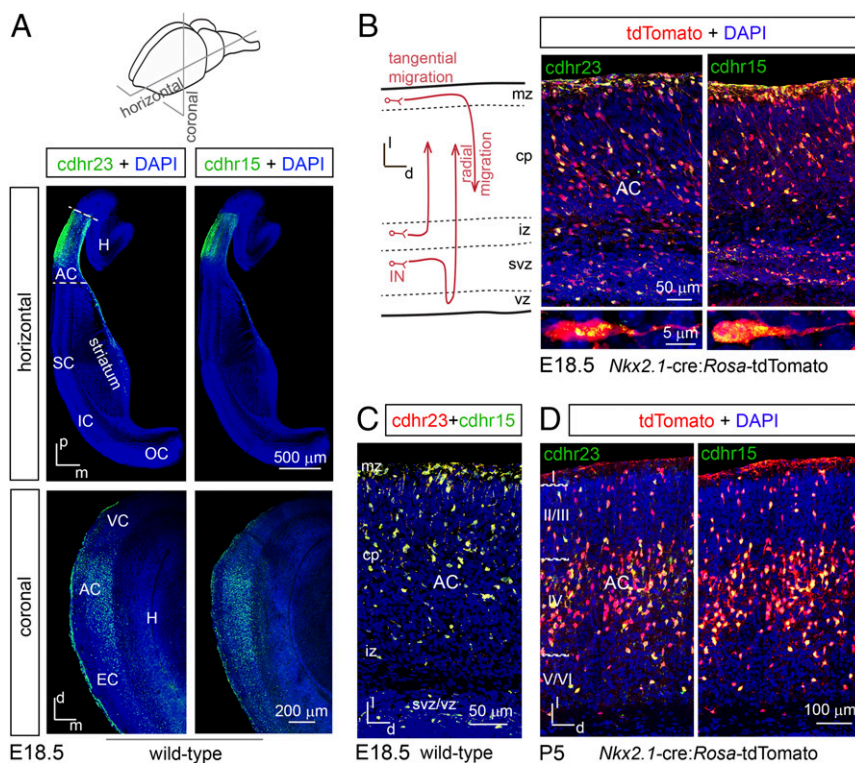 A
horizontal
coronal
cdhr23 + DAPI
cdhr15 + DAPI
horizontal
H
AC
SC
striatum
IC
OC
p
m
500 μm
coronal
VC
AC
H
EC
d
m
200 μm
E18.5
wild-type
B
tangential
migration
mz
l
d
radial
migration
cp
iz
svz
IN
vz
tdTomato + DAPI
cdhr23
cdhr15
AC
50 μm
5 μm
E18.5 Nkx2.1-cre:Rosa-tdTomato
C
cdhr23+cdhr15
mz
cp
AC
iz
svz/vz
l
d
50 μm
E18.5 wild-type
D
tdTomato + DAPI
cdhr23
cdhr15
I
II/III
AC
IV
V/VI
l
d
100 μm
P5 Nkx2.1-cre:Rosa-tdTomato